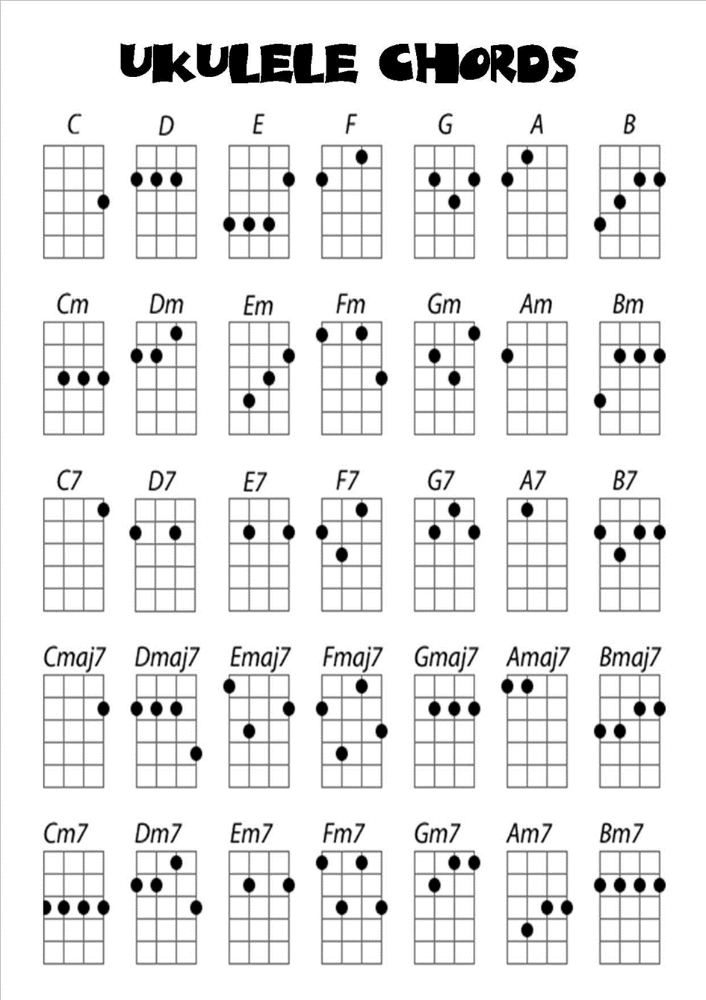 UKULELE CHORDS
C D E F G A B
Cm Dm Em Fm Gm Am Bm
C7 D7 E7 F7 G7 A7 B7
Cmaj7 Dmaj7 Emaj7 Fmaj7 Gmaj7 Amaj7 Bmaj7
Cm7 Dm7 Em7 Fm7 Gm7 Am7 Bm7